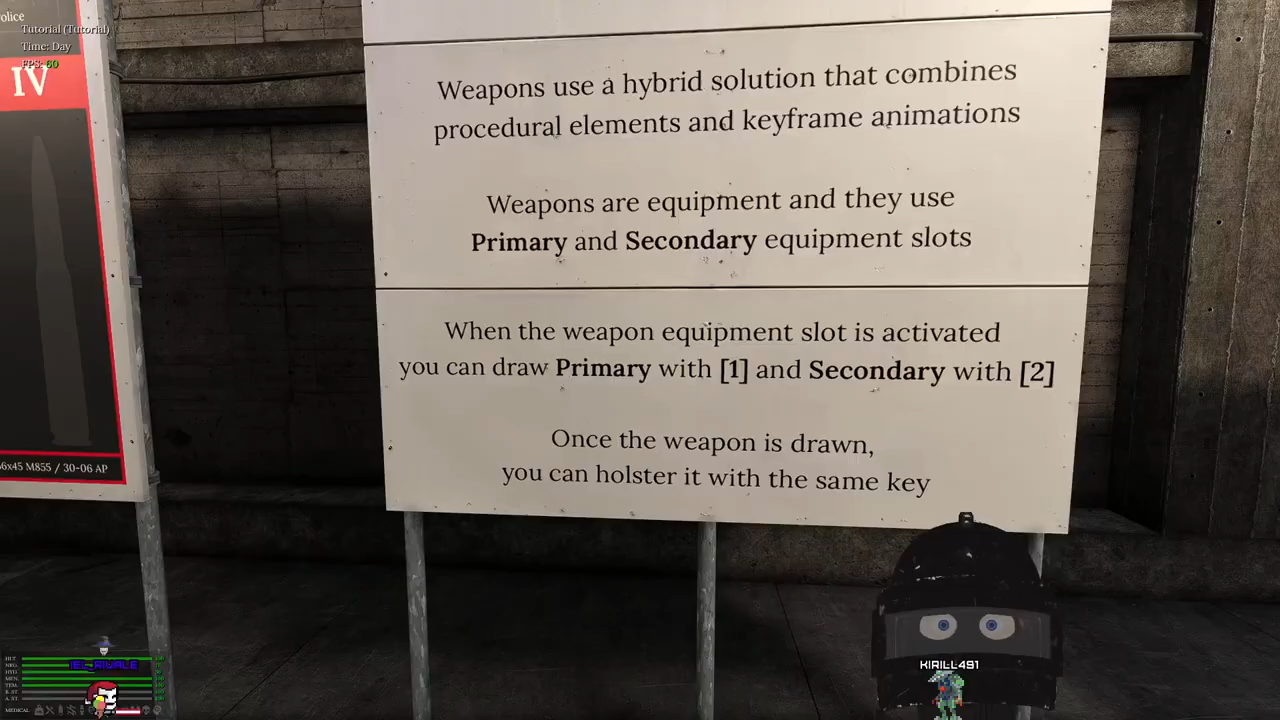 olice
Tutorial (Tutorial)
Time: Day
FPS: 60
IV
Weapons use a hybrid solution that combines
procedural elements and keyframe animations
Weapons are equipment and they use
Primary and Secondary equipment slots
When the weapon equipment slot is activated
you can draw Primary with [1] and Secondary with [2]
Once the weapon is drawn,
you can holster it with the same key
56x45 M855 / 30-06 AP
KIRILL491
MEDICAL